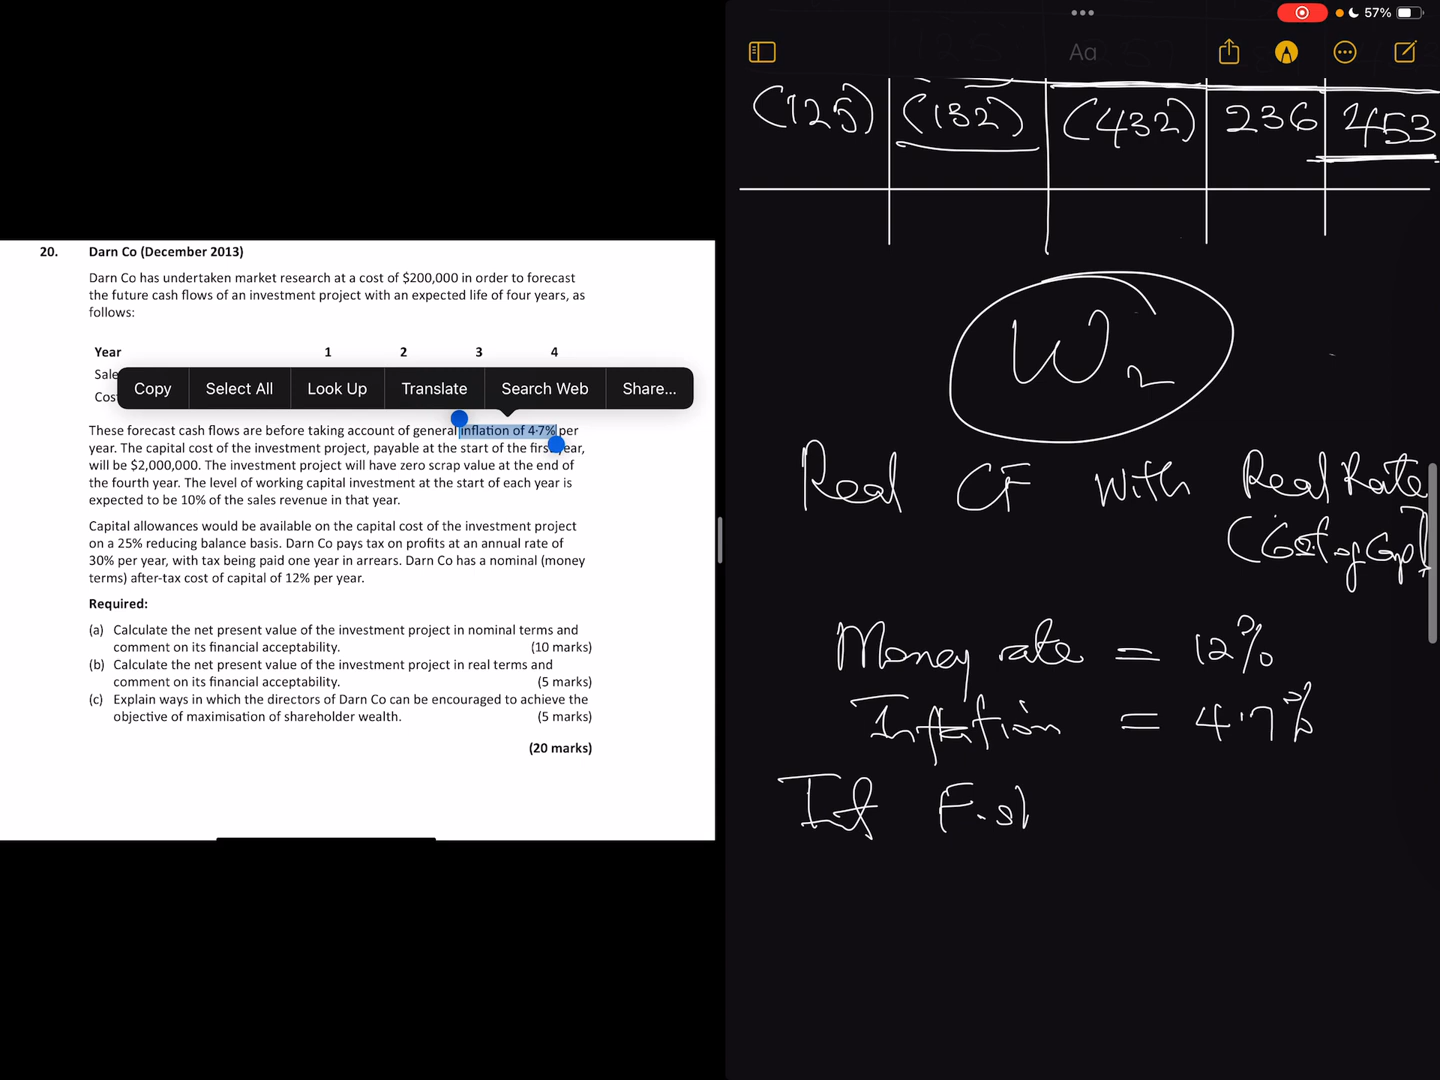 57%
Aa
20. Darn Co (December 2013)
Darn Co has undertaken market research at a cost of $200,000 in order to forecast
the future cash flows of an investment project with an expected life of four years, as
follows:
Year 1 2 3 4
Sale
Cos
Copy Select All Look Up Translate Search Web Share...
These forecast cash flows are before taking account of general inflation of 4·7% per
year. The capital cost of the investment project, payable at the start of the first year,
will be $2,000,000. The investment project will have zero scrap value at the end of
the fourth year. The level of working capital investment at the start of each year is
expected to be 10% of the sales revenue in that year.
Capital allowances would be available on the capital cost of the investment project
on a 25% reducing balance basis. Darn Co pays tax on profits at an annual rate of
30% per year, with tax being paid one year in arrears. Darn Co has a nominal (money
terms) after-tax cost of capital of 12% per year.
Required:
(a) Calculate the net present value of the investment project in nominal terms and
comment on its financial acceptability. (10 marks)
(b) Calculate the net present value of the investment project in real terms and
comment on its financial acceptability. (5 marks)
(c) Explain ways in which the directors of Darn Co can be encouraged to achieve the
objective of maximisation of shareholder wealth. (5 marks)
(20 marks)
(125) (132) (432) 236 453
W2
Real CF with Real Rate
(Cost of Cap)
Money rate = 12%
Inflation = 4.7%